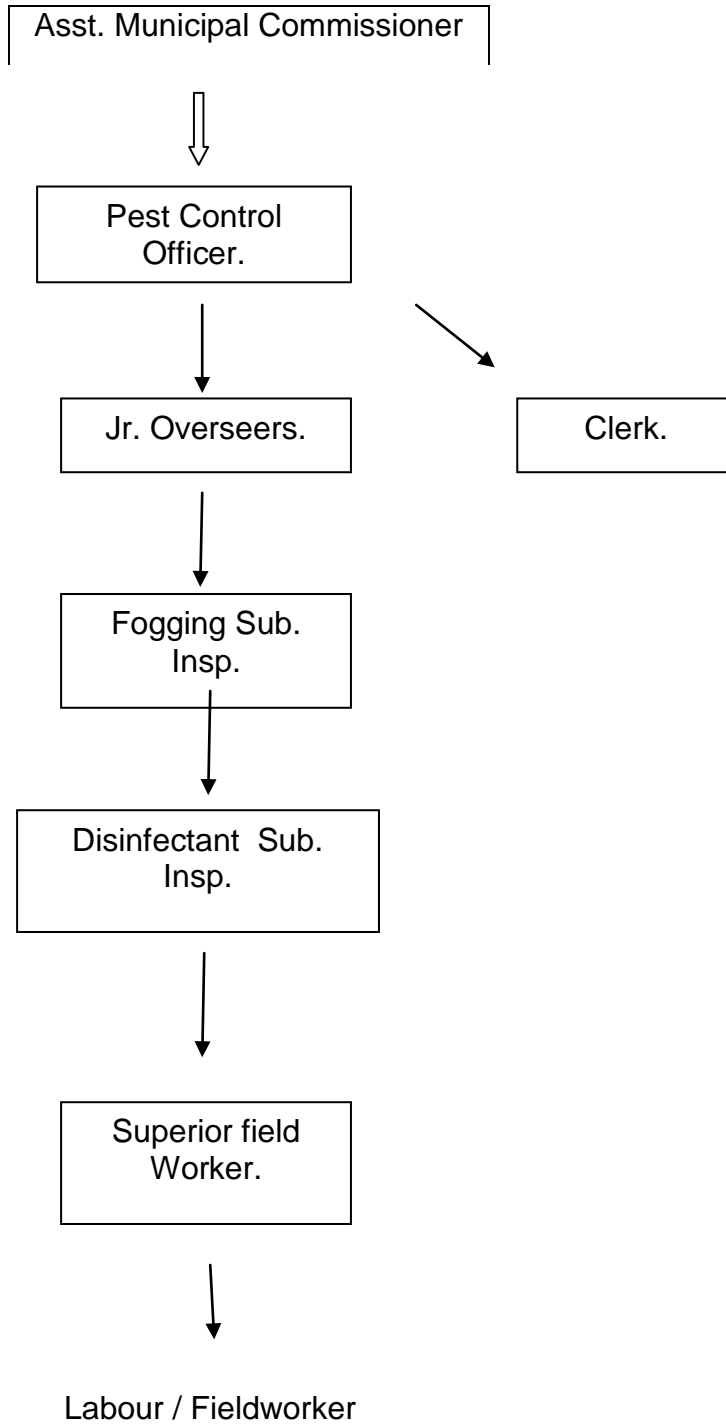 Asst. Municipal Commissioner
Pest Control
Officer.
Jr. Overseers.
Clerk.
Fogging Sub.
Insp.
Disinfectant Sub.
Insp.
Superior field
Worker.
Labour / Fieldworker